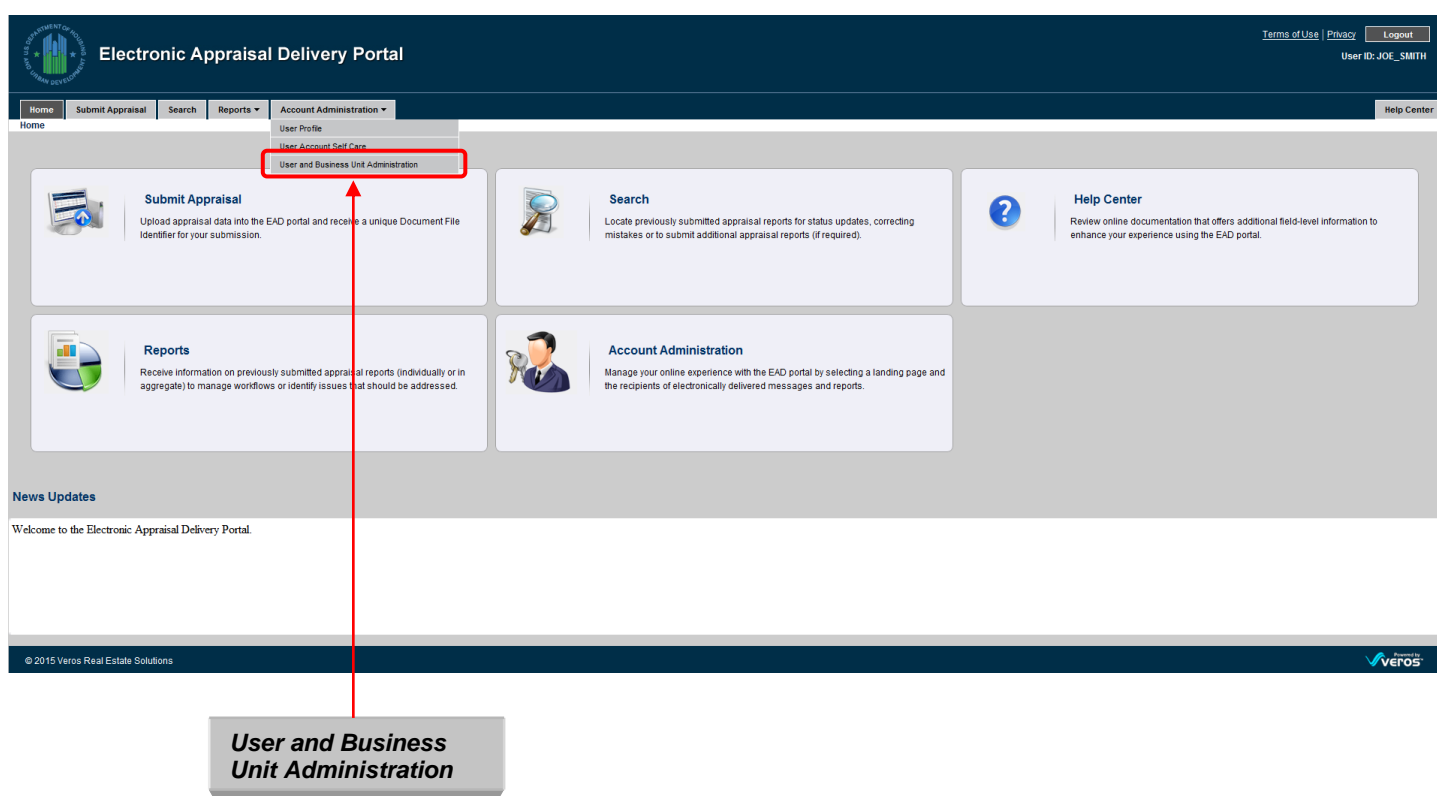 U.S. DEPARTMENT OF HOUSING
AND URBAN DEVELOPMENT
Electronic Appraisal Delivery Portal
Terms of Use | Privacy Logout
User ID: JOE_SMITH
Home Submit Appraisal Search Reports Account Administration Help Center
Home
User Profile
User Account Self Care
User and Business Unit Administration
Submit Appraisal
Upload appraisal data into the EAD portal and receive a unique Document File
Identifier for your submission.
Search
Locate previously submitted appraisal reports for status updates, correcting
mistakes or to submit additional appraisal reports (if required).
Help Center
Review online documentation that offers additional field-level information to
enhance your experience using the EAD portal.
Reports
Receive information on previously submitted appraisal reports (individually or in
aggregate) to manage workflows or identify issues that should be addressed.
Account Administration
Manage your online experience with the EAD portal by selecting a landing page and
the recipients of electronically delivered messages and reports.
News Updates
Welcome to the Electronic Appraisal Delivery Portal.
© 2015 Veros Real Estate Solutions
Powered by
veros
User and Business
Unit Administration